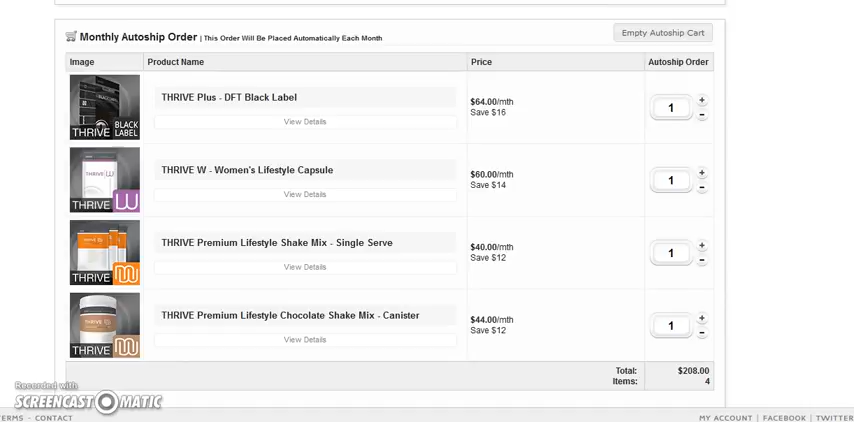 Monthly Autoship Order | This Order Will Be Placed Automatically Each Month
Empty Autoship Cart
Image Product Name Price Autoship Order
THRIVE BLACK LABEL
THRIVE Plus - DFT Black Label
View Details
$64.00/mth
Save $16
1
+
-
THRIVE
THRIVE W - Women's Lifestyle Capsule
View Details
$60.00/mth
Save $14
1
+
-
THRIVE
THRIVE Premium Lifestyle Shake Mix - Single Serve
View Details
$40.00/mth
Save $12
1
+
-
THRIVE
THRIVE Premium Lifestyle Chocolate Shake Mix - Canister
View Details
$44.00/mth
Save $12
1
+
-
Total: $208.00
Items: 4
Recorded with
SCREENCAST-O-MATIC
TERMS - CONTACT
MY ACCOUNT | FACEBOOK | TWITTER